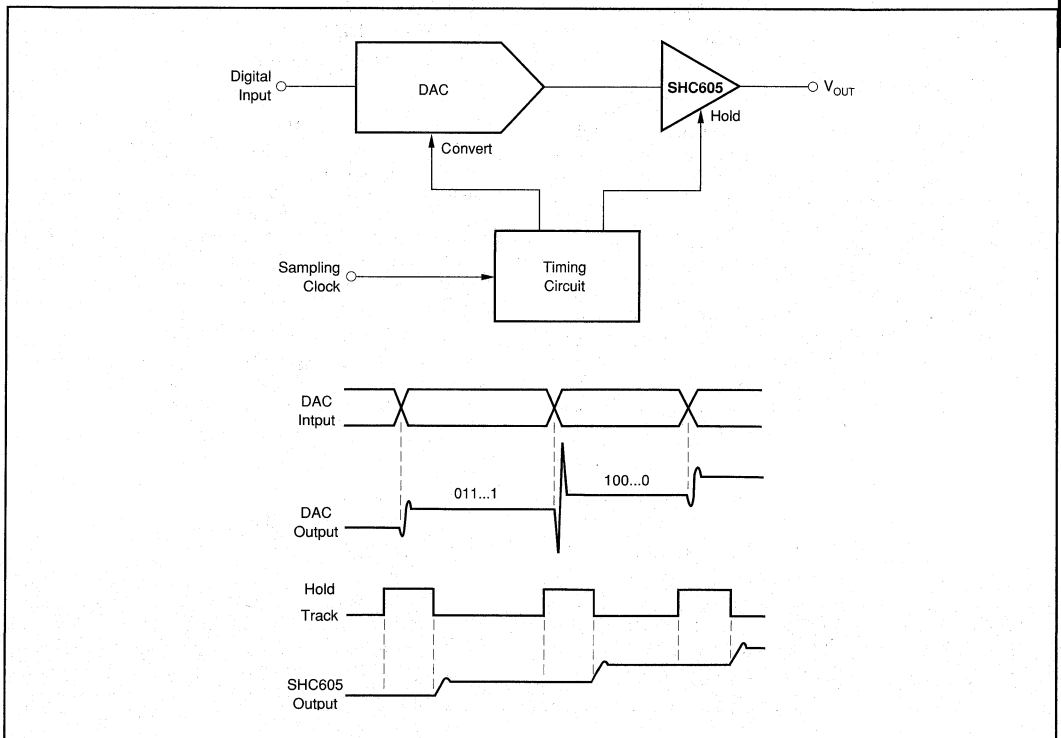 Digital
Input
DAC
SHC605
V_OUT
Hold
Convert
Sampling
Clock
Timing
Circuit
DAC
Intput
011...1
100...0
DAC
Output
Hold
Track
SHC605
Output